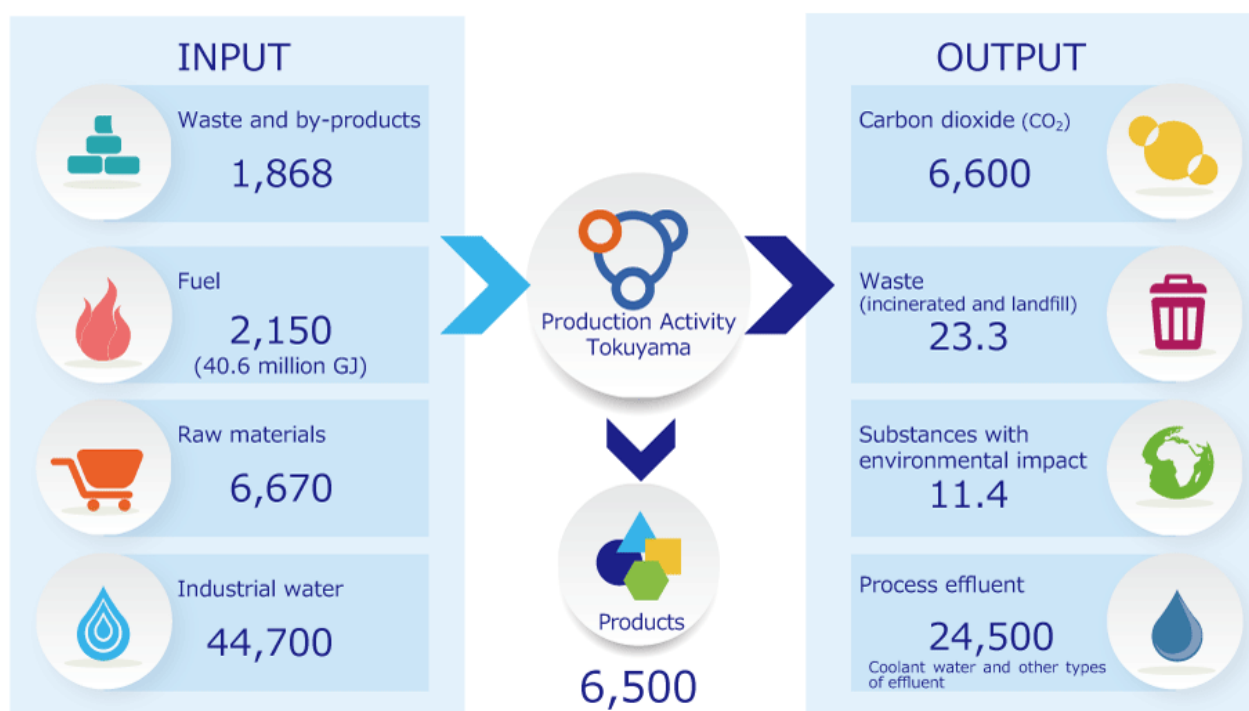 INPUT
Waste and by-products
1,868
Fuel
2,150
(40.6 million GJ)
Raw materials
6,670
Industrial water
44,700
Production Activity
Tokuyama
Products
6,500
OUTPUT
Carbon dioxide (CO₂)
6,600
Waste
(incinerated and landfill)
23.3
Substances with
environmental impact
11.4
Process effluent
24,500
Coolant water and other types
of effluent